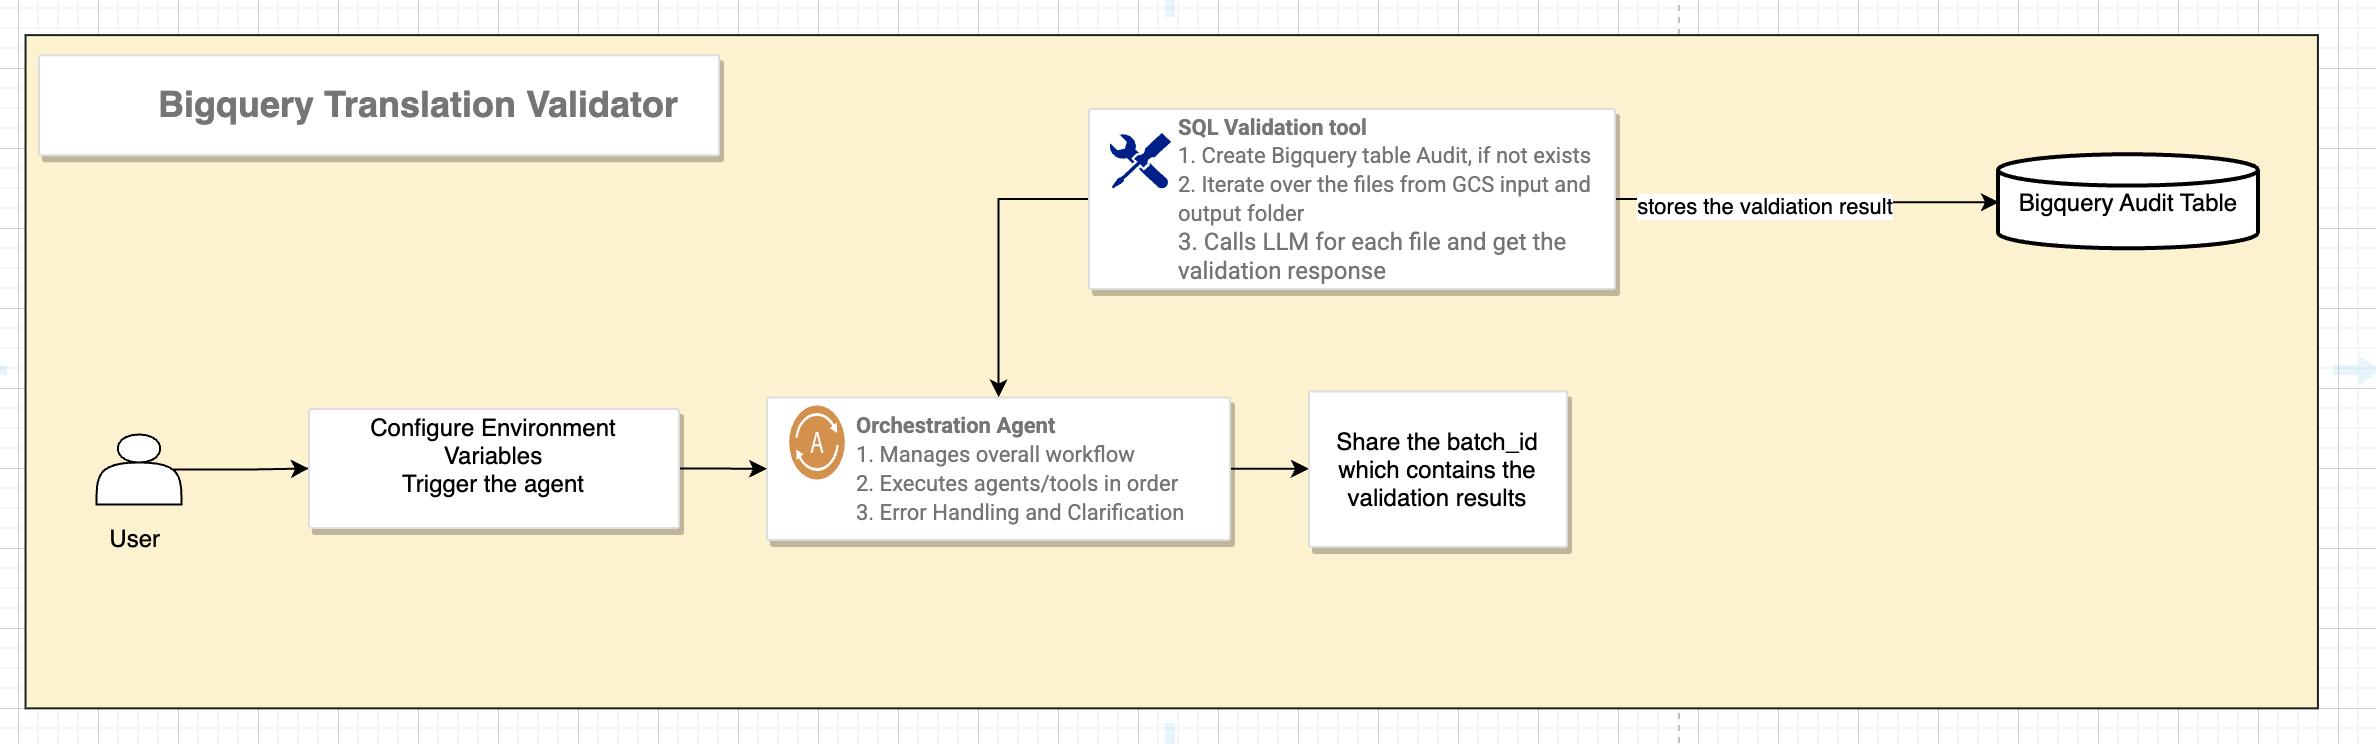 Bigquery Translation Validator
SQL Validation tool
1. Create Bigquery table Audit, if not exists
2. Iterate over the files from GCS input and
output folder
3. Calls LLM for each file and get the
validation response
stores the valdiation result
Bigquery Audit Table
User
Configure Environment
Variables
Trigger the agent
A
Orchestration Agent
1. Manages overall workflow
2. Executes agents/tools in order
3. Error Handling and Clarification
Share the batch_id
which contains the
validation results